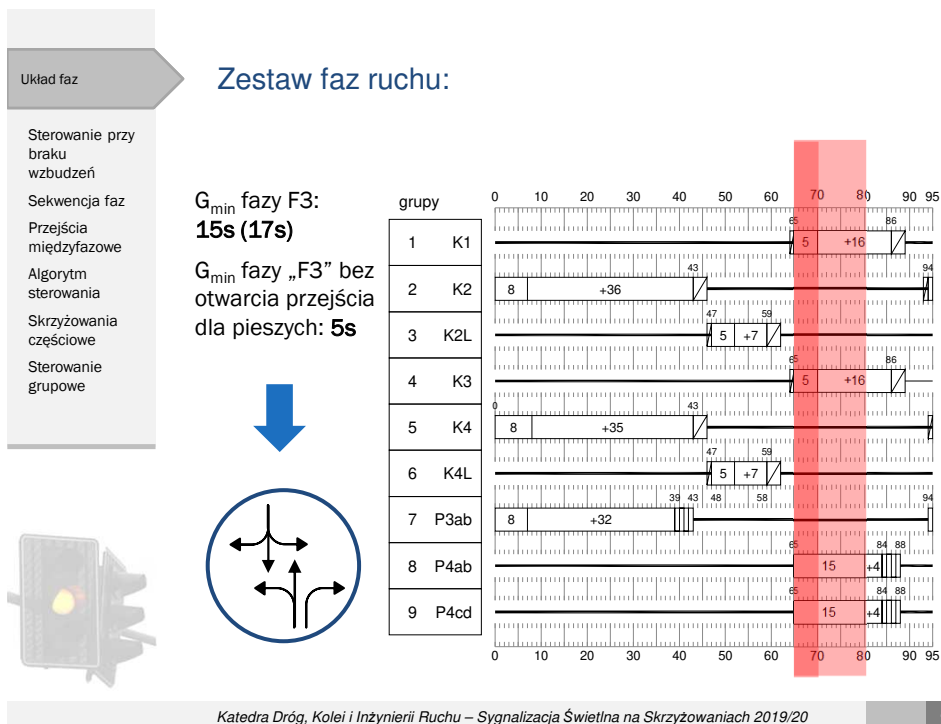 Układ faz
Zestaw faz ruchu:
Sterowanie przy
braku
wzbudzeń
Sekwencja faz
Przejścia
międzyfazowe
Algorytm
sterowania
Skrzyżowania
częściowe
Sterowanie
grupowe
G_min fazy F3:
15s (17s)
G_min fazy „F3” bez
otwarcia przejścia
dla pieszych: 5s
grupy
0 10 20 30 40 50 60 70 80 90 95
65 86
1 K1 5 +16
43 94
2 K2 8 +36
47 59
3 K2L 5 +7
65 86
4 K3 5 +16
0 43
5 K4 8 +35
47 59
6 K4L 5 +7
39 43 48 58 94
7 P3ab 8 +32
65 84 88
8 P4ab 15 +4
65 84 88
9 P4cd 15 +4
0 10 20 30 40 50 60 70 80 90 95
Katedra Dróg, Kolei i Inżynierii Ruchu – Sygnalizacja Świetlna na Skrzyżowaniach 2019/20